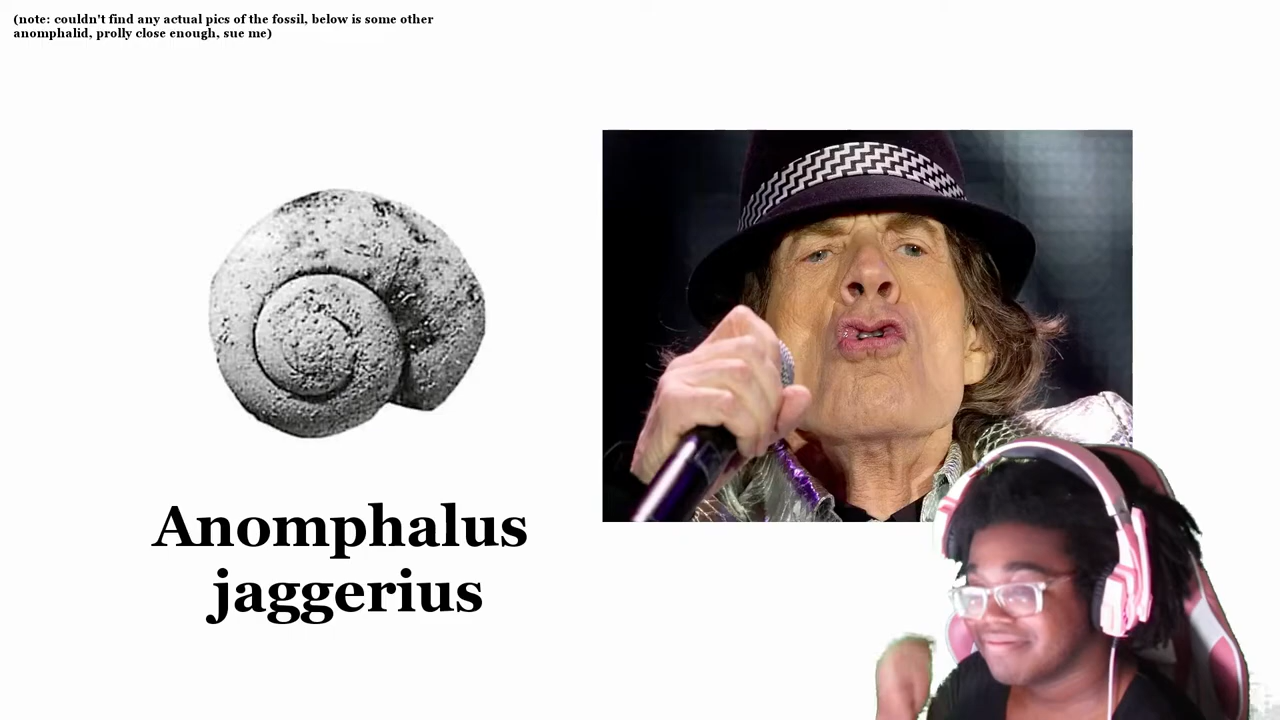 (note: couldn't find any actual pics of the fossil, below is some other
anomphalid, prolly close enough, sue me)
Anomphalus
jaggerius